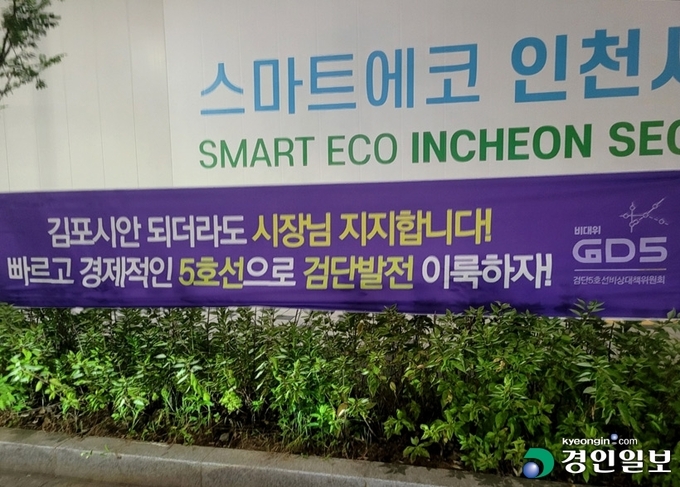 스마트에코 인천서
SMART ECO INCHEON SEO
김포시안 되더라도 시장님 지지합니다!
빠르고 경제적인 5호선으로 검단발전 이룩하자!
비대위
GD5
검단5호선비상대책위원회
kyeongin.com
경인일보